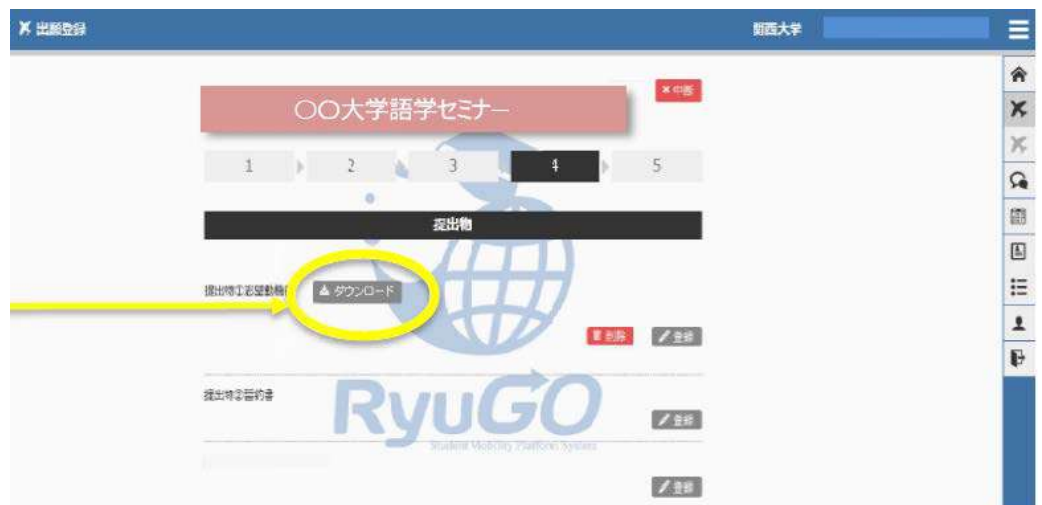 出願登録
関西大学
中断
〇〇大学語学セミナー
1 2 3 4 5
提出物
提出物①志望動機
ダウンロード
削除 登録
提出物②誓約書
登録
RyuGO
Student Mobility Platform System
登録